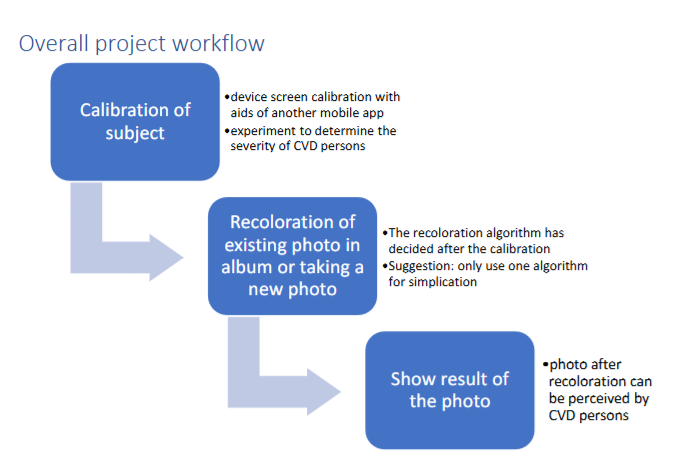 Overall project workflow
Calibration of
subject
•device screen calibration with
aids of another mobile app
•experiment to determine the
severity of CVD persons
Recoloration of
existing photo in
album or taking a
new photo
•The recoloration algorithm has
decided after the calibration
•Suggestion: only use one algorithm
for simplication
Show result of
the photo
•photo after
recoloration can
be perceived by
CVD persons